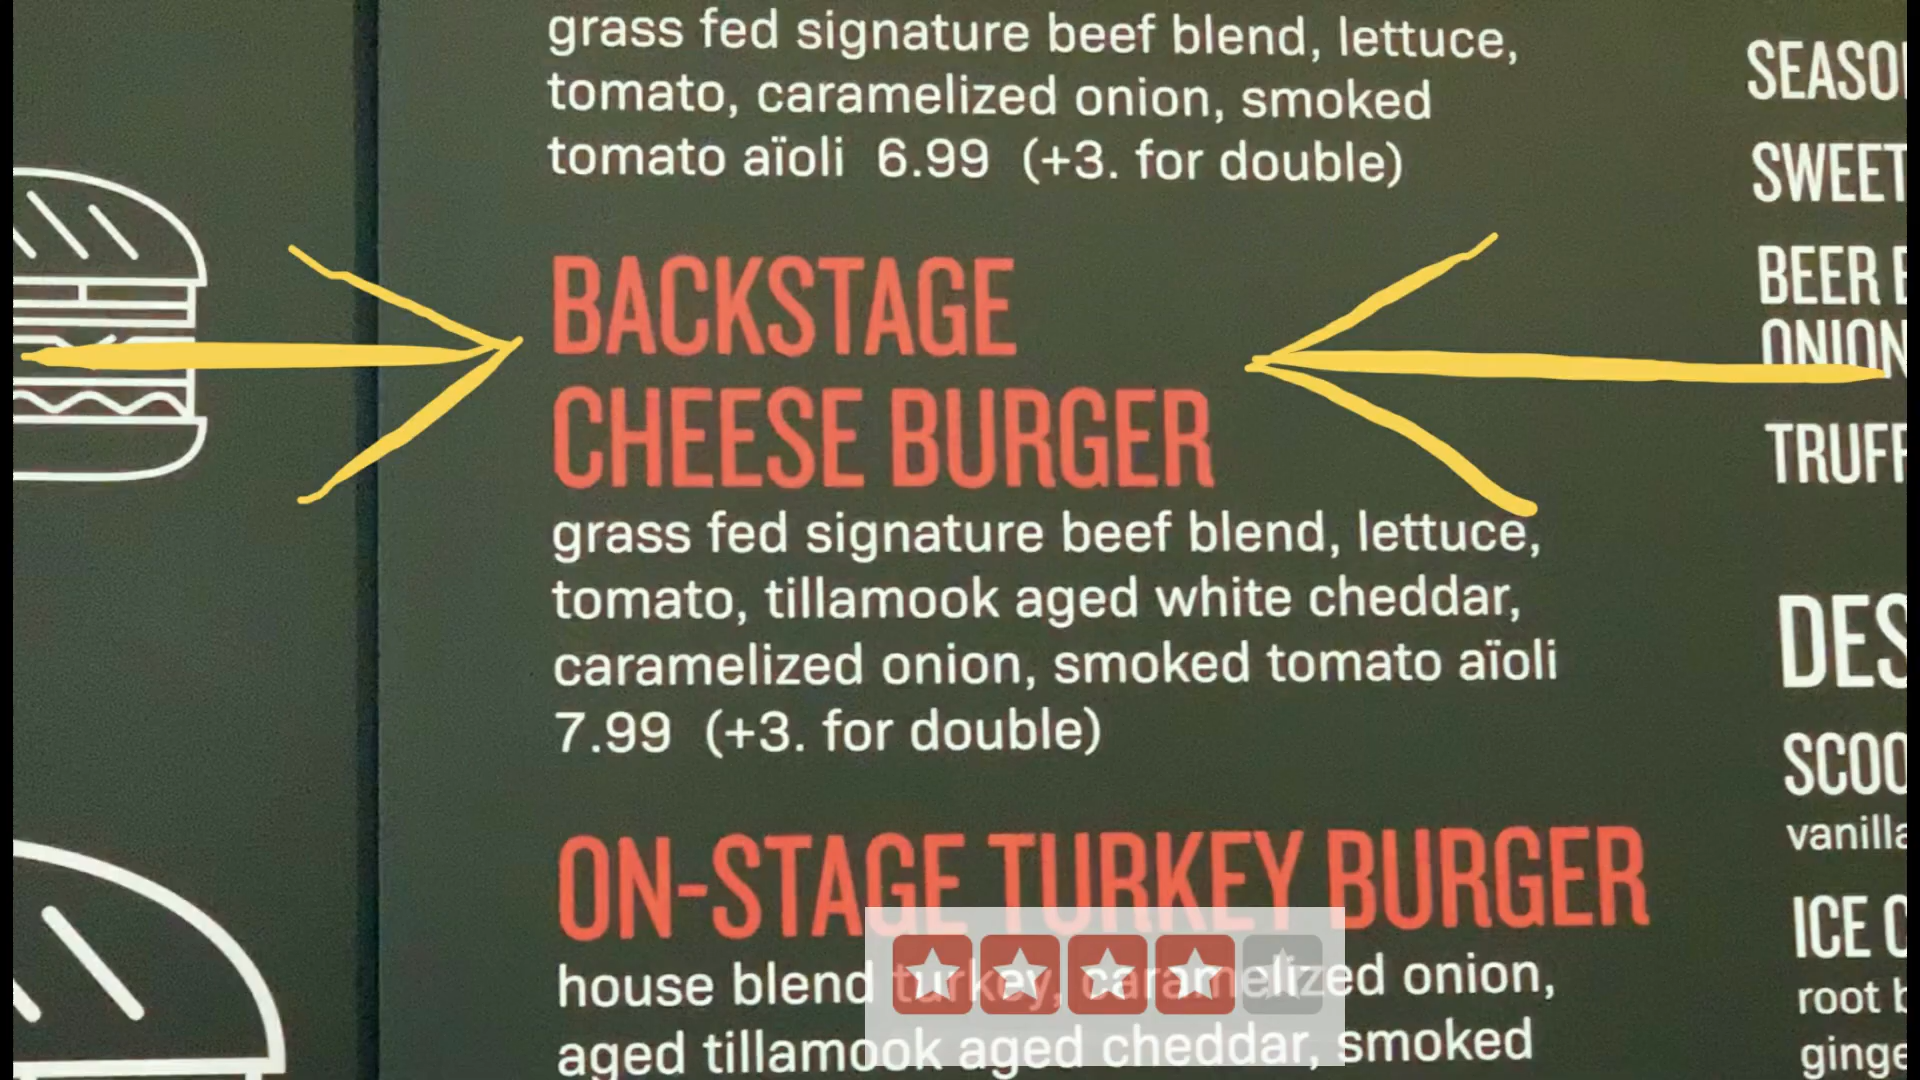 grass fed signature beef blend, lettuce,
tomato, caramelized onion, smoked
tomato aïoli 6.99 (+3. for double)
BACKSTAGE
CHEESE BURGER
grass fed signature beef blend, lettuce,
tomato, tillamook aged white cheddar,
caramelized onion, smoked tomato aïoli
7.99 (+3. for double)
ON-STAGE TURKEY BURGER
house blend turkey, caramelized onion,
aged tillamook aged cheddar, smoked
SWEET
BEER
TRUFF
SCOO
vanilla
ICE
root
ginge